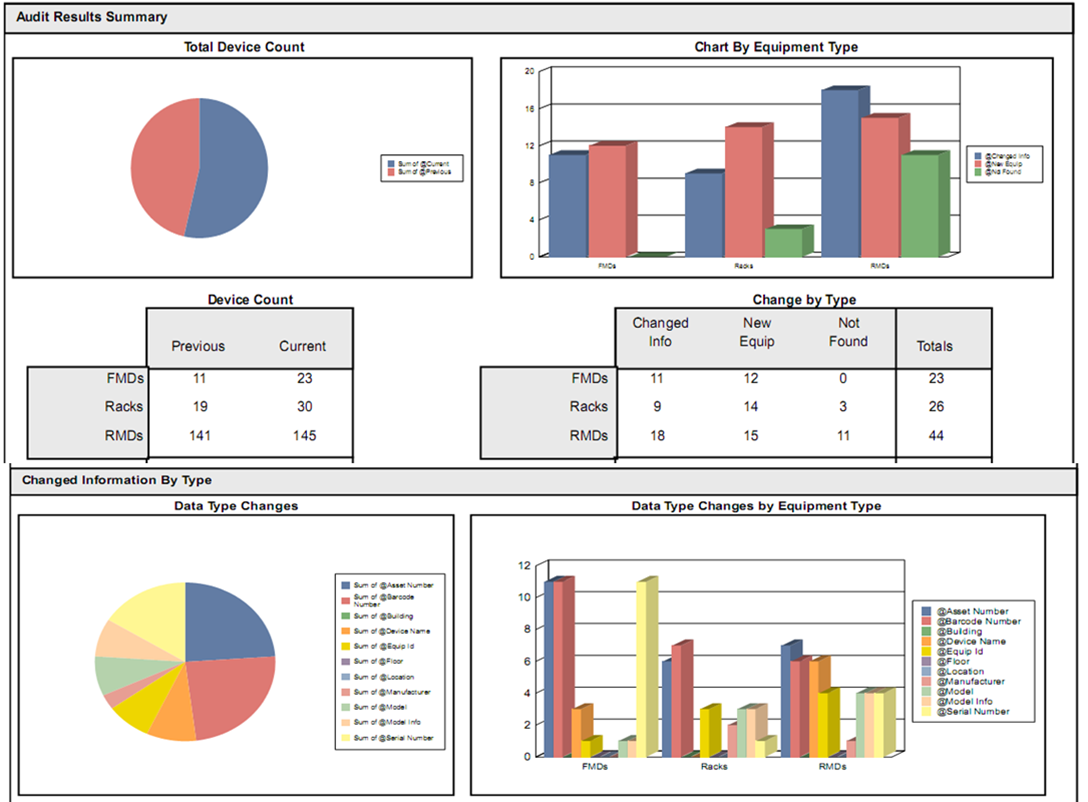 Audit Results Summary
Total Device Count
Sum of @Current
Sum of @Previous
Chart By Equipment Type
20
16
12
8
4
0
FMDs
Racks
RMDs
@Changed Info
@New Equip
@Not Found
Device Count
Previous Current
FMDs 11 23
Racks 19 30
RMDs 141 145
Change by Type
Changed Info New Equip Not Found Totals
FMDs 11 12 0 23
Racks 9 14 3 26
RMDs 18 15 11 44
Changed Information By Type
Data Type Changes
Sum of @Asset Number
Sum of @Barcode
Number
Sum of @Building
Sum of @Device Name
Sum of @Equip Id
Sum of @Floor
Sum of @Location
Sum of @Manufacturer
Sum of @Model
Sum of @Model Info
Sum of @Serial Number
Data Type Changes by Equipment Type
12
10
8
6
4
2
0
FMDs
Racks
RMDs
@Asset Number
@Barcode Number
@Building
@Device Name
@Equip Id
@Floor
@Location
@Manufacturer
@Model
@Model Info
@Serial Number